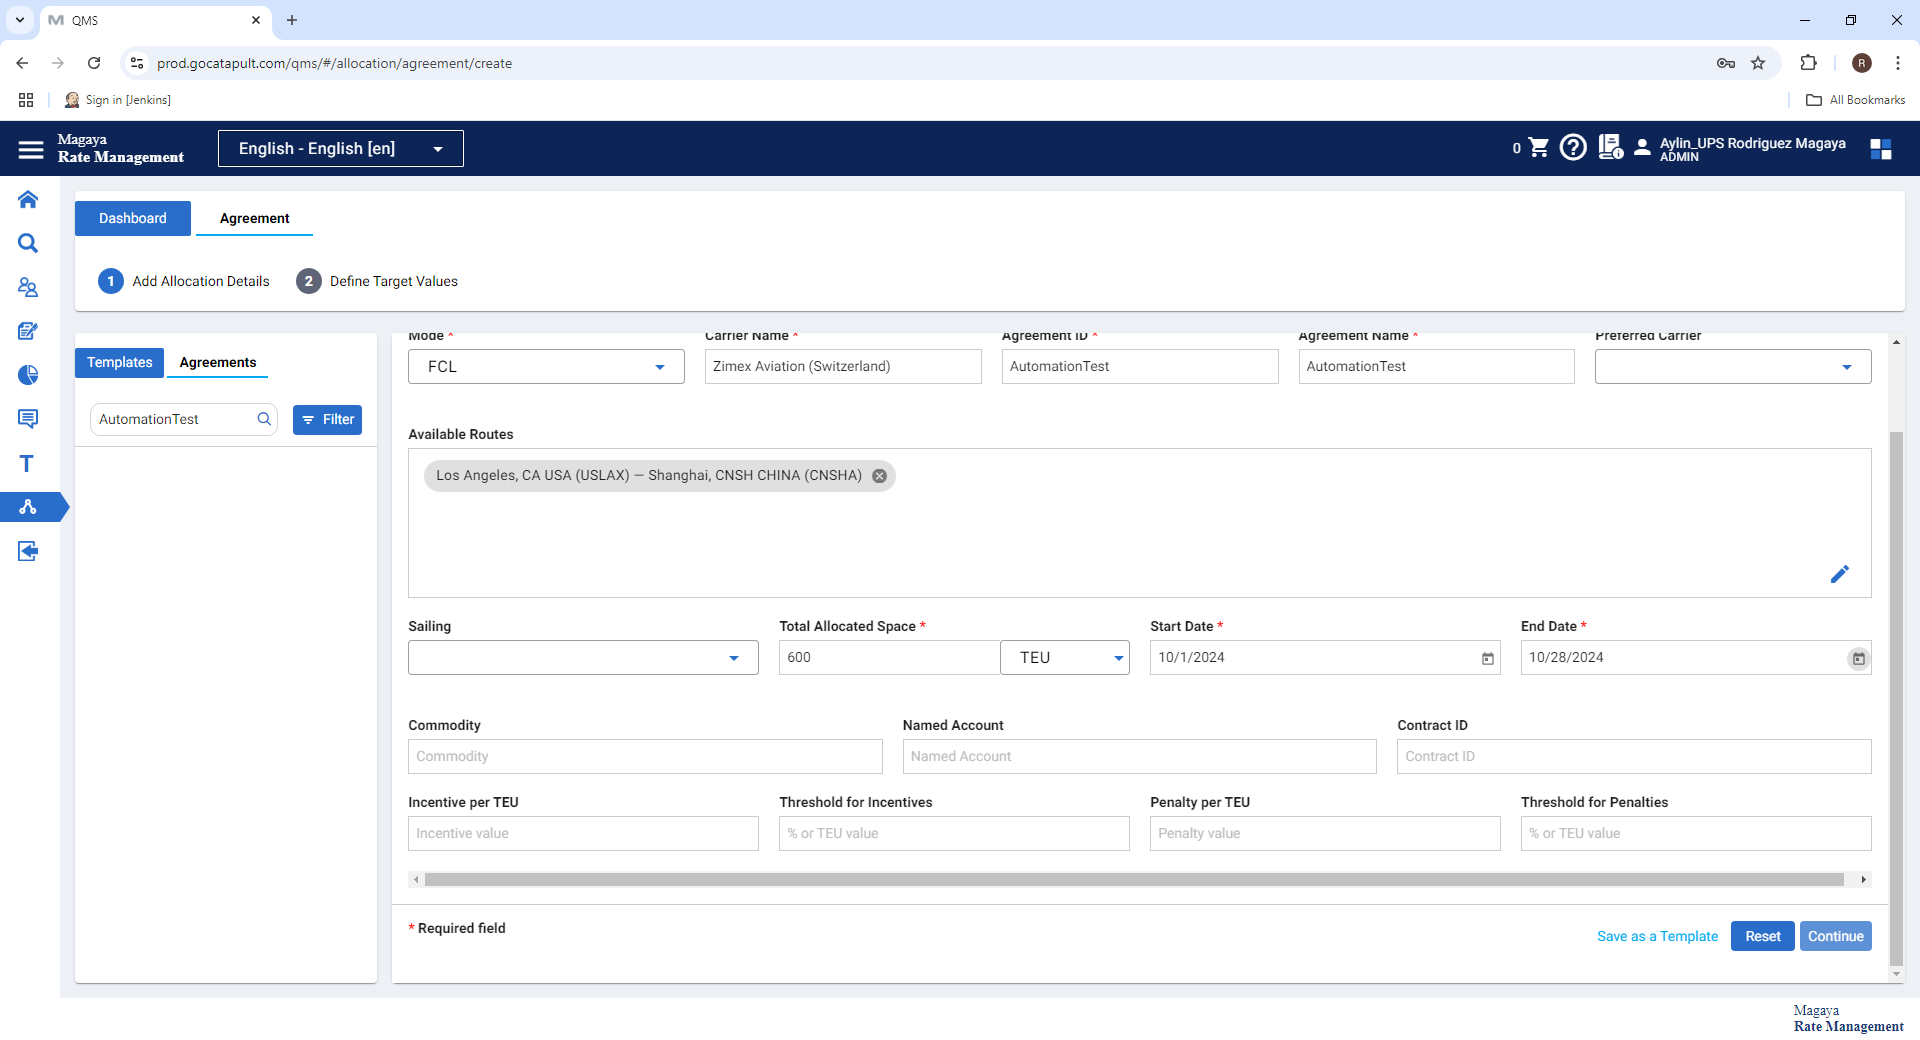 QMS
prod.gocatapult.com/qms/#/allocation/agreement/create
R
Sign in [Jenkins]
All Bookmarks
Magaya
Rate Management
English - English [en]
0
Aylin_UPS Rodriguez Magaya
ADMIN
Dashboard
Agreement
1 Add Allocation Details
2 Define Target Values
Templates
Agreements
AutomationTest
Filter
Mode *
Carrier Name *
Agreement ID *
Agreement Name *
Preferred Carrier
FCL
Zimex Aviation (Switzerland)
AutomationTest
AutomationTest
Available Routes
Los Angeles, CA USA (USLAX) — Shanghai, CNSH CHINA (CNSHA)
T
Sailing
Total Allocated Space *
Start Date *
End Date *
600
TEU
10/1/2024
10/28/2024
Commodity
Named Account
Contract ID
Commodity
Named Account
Contract ID
Incentive per TEU
Threshold for Incentives
Penalty per TEU
Threshold for Penalties
Incentive value
% or TEU value
Penalty value
% or TEU value
* Required field
Save as a Template
Reset
Continue
Magaya
Rate Management